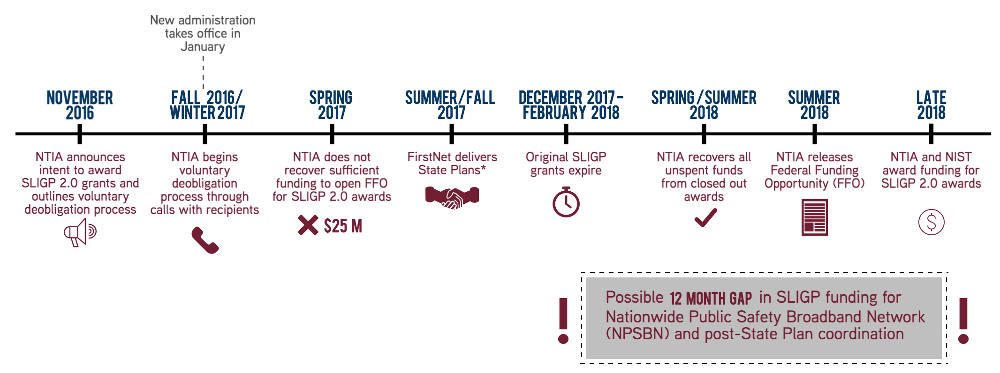 New administration
takes office in
January
NOVEMBER
2016
FALL 2016/
WINTER 2017
SPRING
2017
SUMMER/FALL
2017
DECEMBER 2017-
FEBRUARY 2018
SPRING/SUMMER
2018
SUMMER
2018
LATE
2018
NTIA announces
intent to award
SLIGP 2.0 grants and
outlines voluntary
deobligation process
NTIA begins
voluntary
deobligation
process through
calls with recipients
NTIA does not
recover sufficient
funding to open FFO
for SLIGP 2.0 awards
$25 M
FirstNet delivers
State Plans*
Original SLIGP
grants expire
NTIA recovers all
unspent funds
from closed out
awards
NTIA releases
Federal Funding
Opportunity (FFO)
NTIA and NIST
award funding for
SLIGP 2.0 awards
$
! !
Possible 12 MONTH GAP in SLIGP funding for
Nationwide Public Safety Broadband Network
(NPSBN) and post-State Plan coordination